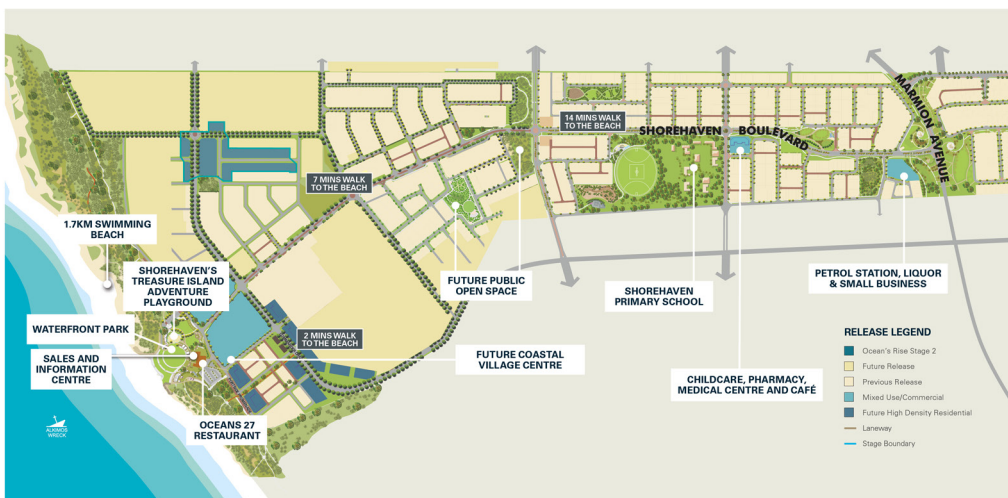 MARMION AVENUE
14 MINS WALK
TO THE BEACH
SHOREHAVEN BOULEVARD
7 MINS WALK
TO THE BEACH
1.7KM SWIMMING
BEACH
SHOREHAVEN'S
TREASURE ISLAND
ADVENTURE
PLAYGROUND
FUTURE PUBLIC
OPEN SPACE
SHOREHAVEN
PRIMARY SCHOOL
PETROL STATION, LIQUOR
& SMALL BUSINESS
WATERFRONT PARK
2 MINS WALK
TO THE BEACH
SALES AND
INFORMATION
CENTRE
FUTURE COASTAL
VILLAGE CENTRE
CHILDCARE, PHARMACY,
MEDICAL CENTRE AND CAFÉ
OCEANS 27
RESTAURANT
ALKIMOS
WRECK
RELEASE LEGEND
Ocean's Rise Stage 2
Future Release
Previous Release
Mixed Use/Commercial
Future High Density Residential
Laneway
Stage Boundary